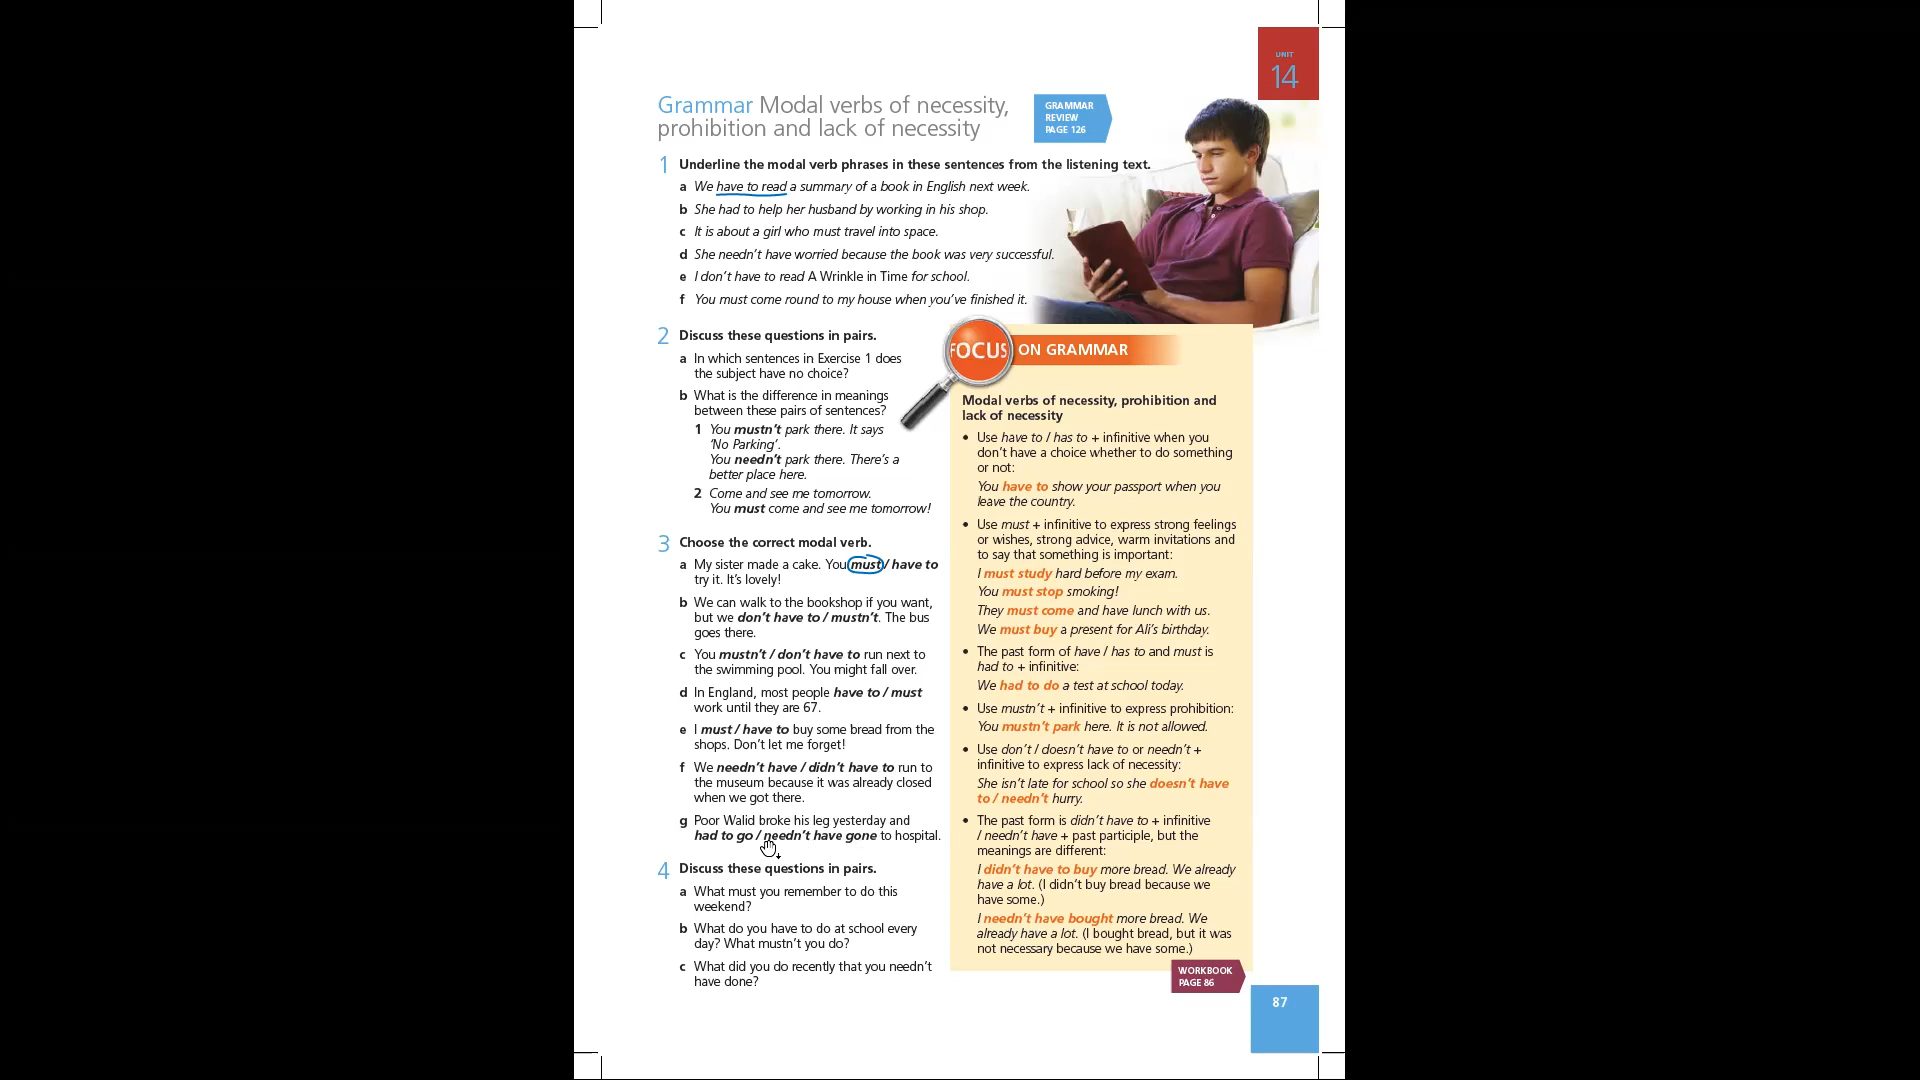 UNIT
14
Grammar Modal verbs of necessity,
prohibition and lack of necessity
GRAMMAR
REVIEW
PAGE 126
1 Underline the modal verb phrases in these sentences from the listening text.
a We have to read a summary of a book in English next week.
b She had to help her husband by working in his shop.
c It is about a girl who must travel into space.
d She needn't have worried because the book was very successful.
e I don't have to read A Wrinkle in Time for school.
f You must come round to my house when you've finished it.
2 Discuss these questions in pairs.
a In which sentences in Exercise 1 does
the subject have no choice?
b What is the difference in meanings
between these pairs of sentences?
1 You mustn't park there. It says
'No Parking'.
You needn't park there. There's a
better place here.
2 Come and see me tomorrow.
You must come and see me tomorrow!
3 Choose the correct modal verb.
a My sister made a cake. You must / have to
try it. It's lovely!
b We can walk to the bookshop if you want,
but we don't have to / mustn't. The bus
goes there.
c You mustn't / don't have to run next to
the swimming pool. You might fall over.
d In England, most people have to / must
work until they are 67.
e I must / have to buy some bread from the
shops. Don't let me forget!
f We needn't have / didn't have to run to
the museum because it was already closed
when we got there.
g Poor Walid broke his leg yesterday and
had to go / needn't have gone to hospital.
4 Discuss these questions in pairs.
a What must you remember to do this
weekend?
b What do you have to do at school every
day? What mustn't you do?
c What did you do recently that you needn't
have done?
FOCUS ON GRAMMAR
Modal verbs of necessity, prohibition and
lack of necessity
• Use have to / has to + infinitive when you
don't have a choice whether to do something
or not:
You have to show your passport when you
leave the country.
• Use must + infinitive to express strong feelings
or wishes, strong advice, warm invitations and
to say that something is important:
I must study hard before my exam.
You must stop smoking!
They must come and have lunch with us.
We must buy a present for Ali's birthday.
• The past form of have / has to and must is
had to + infinitive:
We had to do a test at school today.
• Use mustn't + infinitive to express prohibition:
You mustn't park here. It is not allowed.
• Use don't / doesn't have to or needn't +
infinitive to express lack of necessity:
She isn't late for school so she doesn't have
to / needn't hurry.
• The past form is didn't have to + infinitive
/ needn't have + past participle, but the
meanings are different:
I didn't have to buy more bread. We already
have a lot. (I didn't buy bread because we
have some.)
I needn't have bought more bread. We
already have a lot. (I bought bread, but it was
not necessary because we have some.)
WORKBOOK
PAGE 86
87